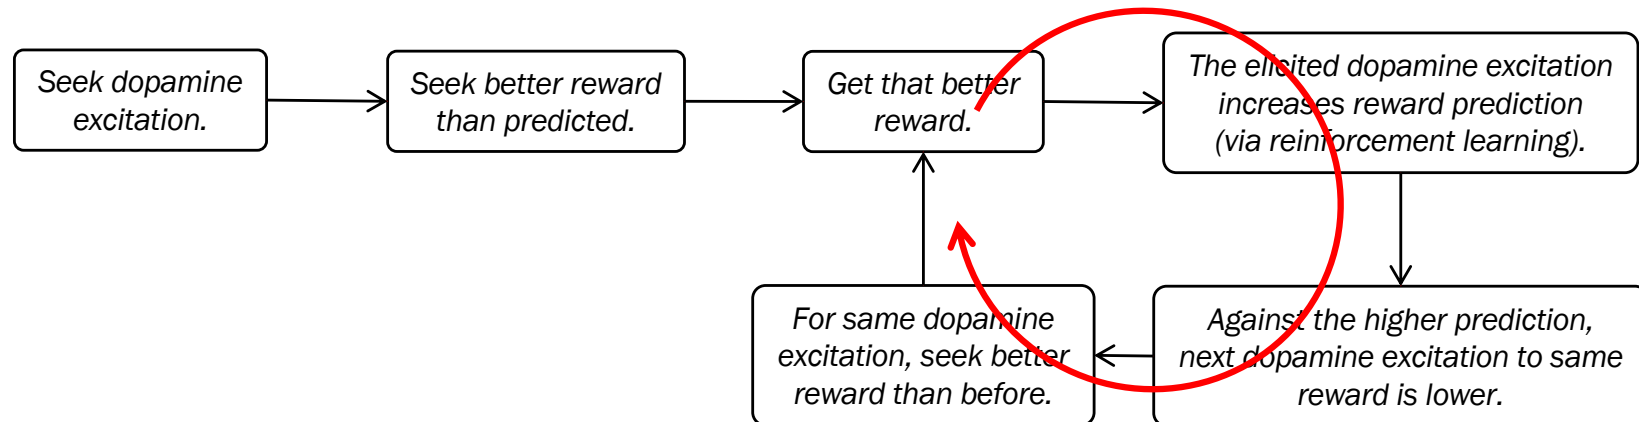 Seek dopamine
excitation.
Seek better reward
than predicted.
Get that better
reward.
The elicited dopamine excitation
increases reward prediction
(via reinforcement learning).
Against the higher prediction,
next dopamine excitation to same
reward is lower.
For same dopamine
excitation, seek better
reward than before.